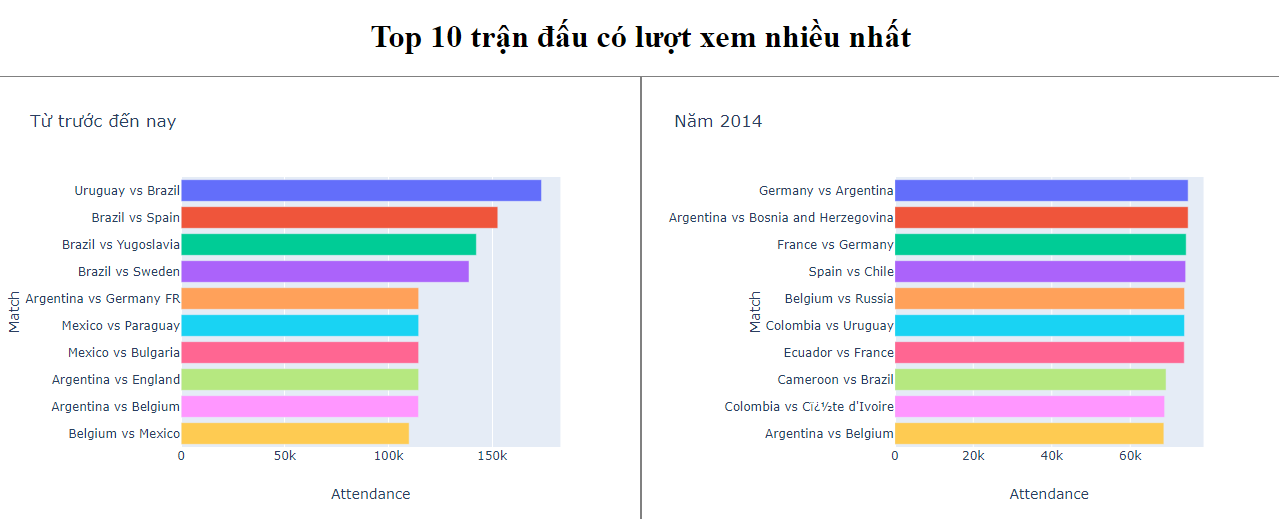 Top 10 trận đấu có lượt xem nhiều nhất
Từ trước đến nay
Match
Uruguay vs Brazil
Brazil vs Spain
Brazil vs Yugoslavia
Brazil vs Sweden
Argentina vs Germany FR
Mexico vs Paraguay
Mexico vs Bulgaria
Argentina vs England
Argentina vs Belgium
Belgium vs Mexico
0 50k 100k 150k
Attendance
Năm 2014
Match
Germany vs Argentina
Argentina vs Bosnia and Herzegovina
France vs Germany
Spain vs Chile
Belgium vs Russia
Colombia vs Uruguay
Ecuador vs France
Cameroon vs Brazil
Colombia vs Cï¿½te d'Ivoire
Argentina vs Belgium
0 20k 40k 60k
Attendance